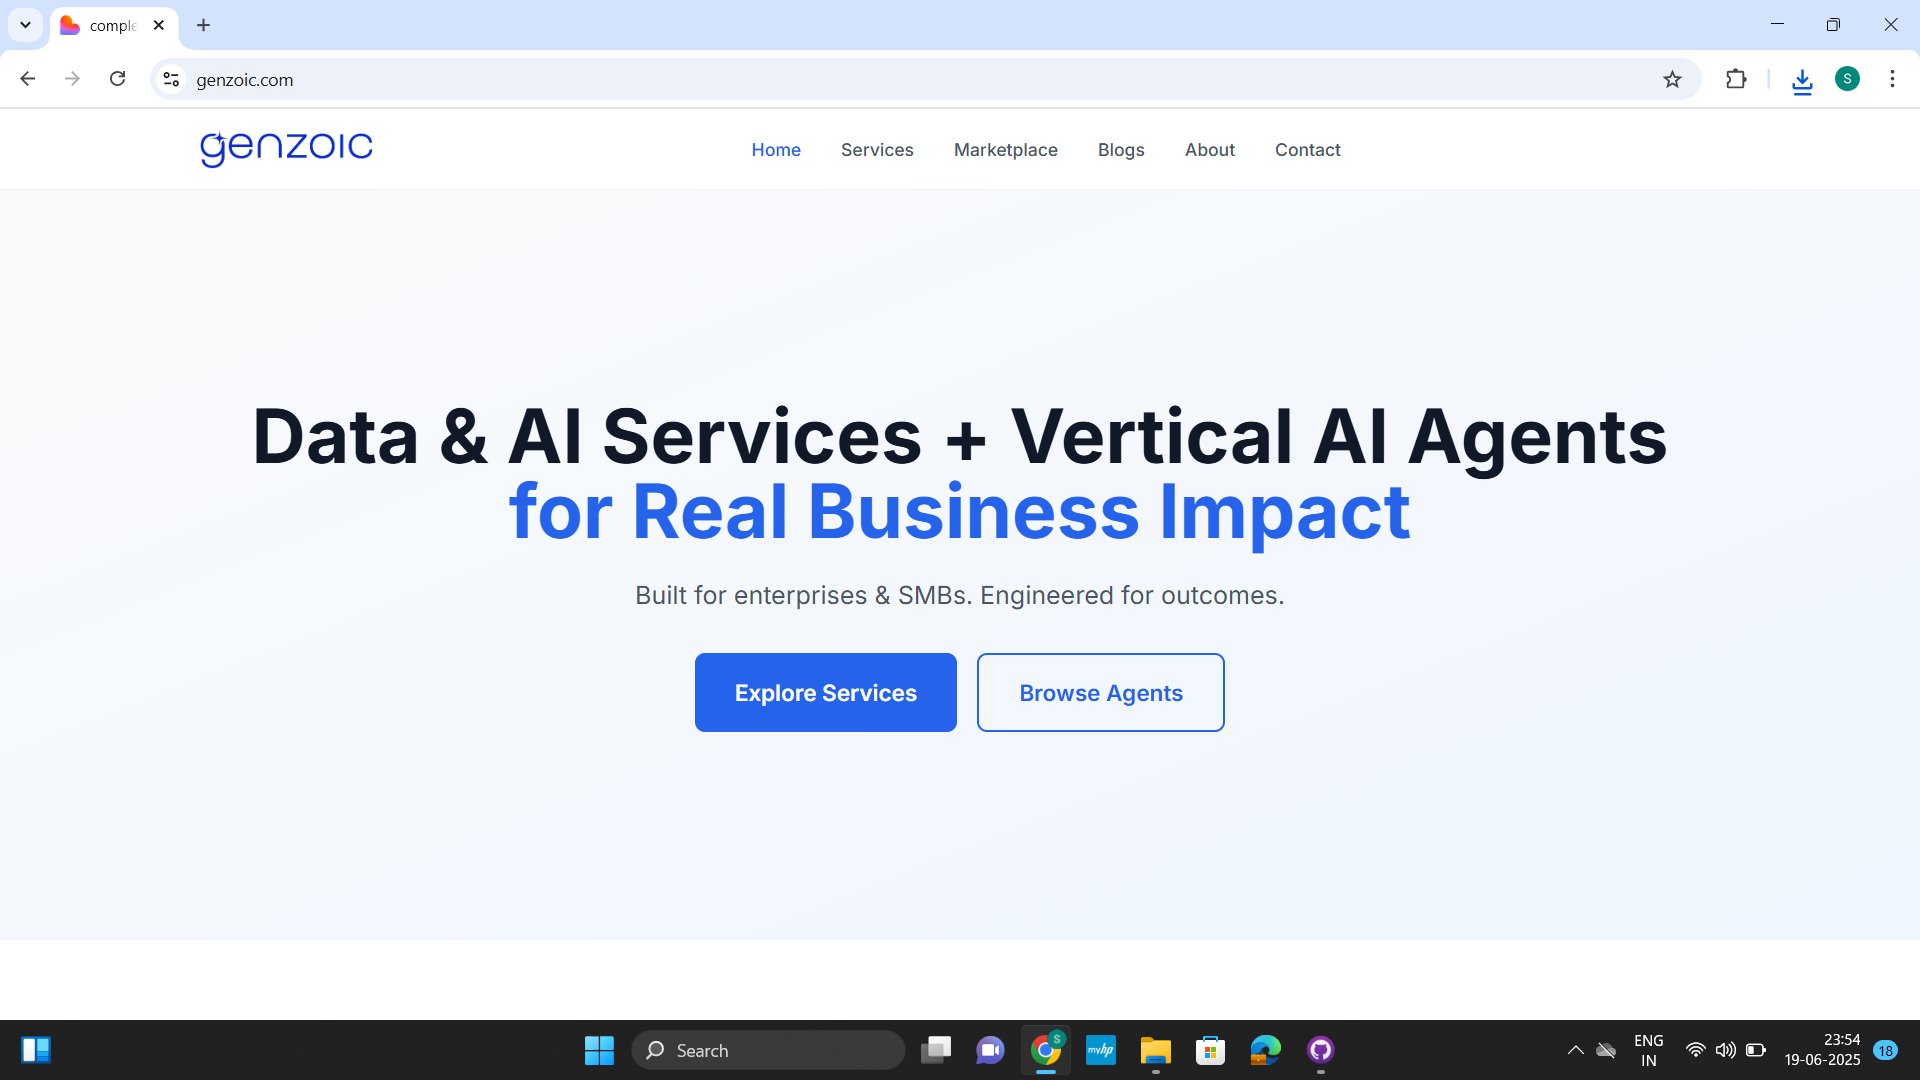 comple
genzoic.com
S
genzoic
Home Services Marketplace Blogs About Contact
Data & AI Services + Vertical AI Agents
for Real Business Impact
Built for enterprises & SMBs. Engineered for outcomes.
Explore Services Browse Agents
Search
S
myhp
ENG
IN
23:54
19-06-2025
18